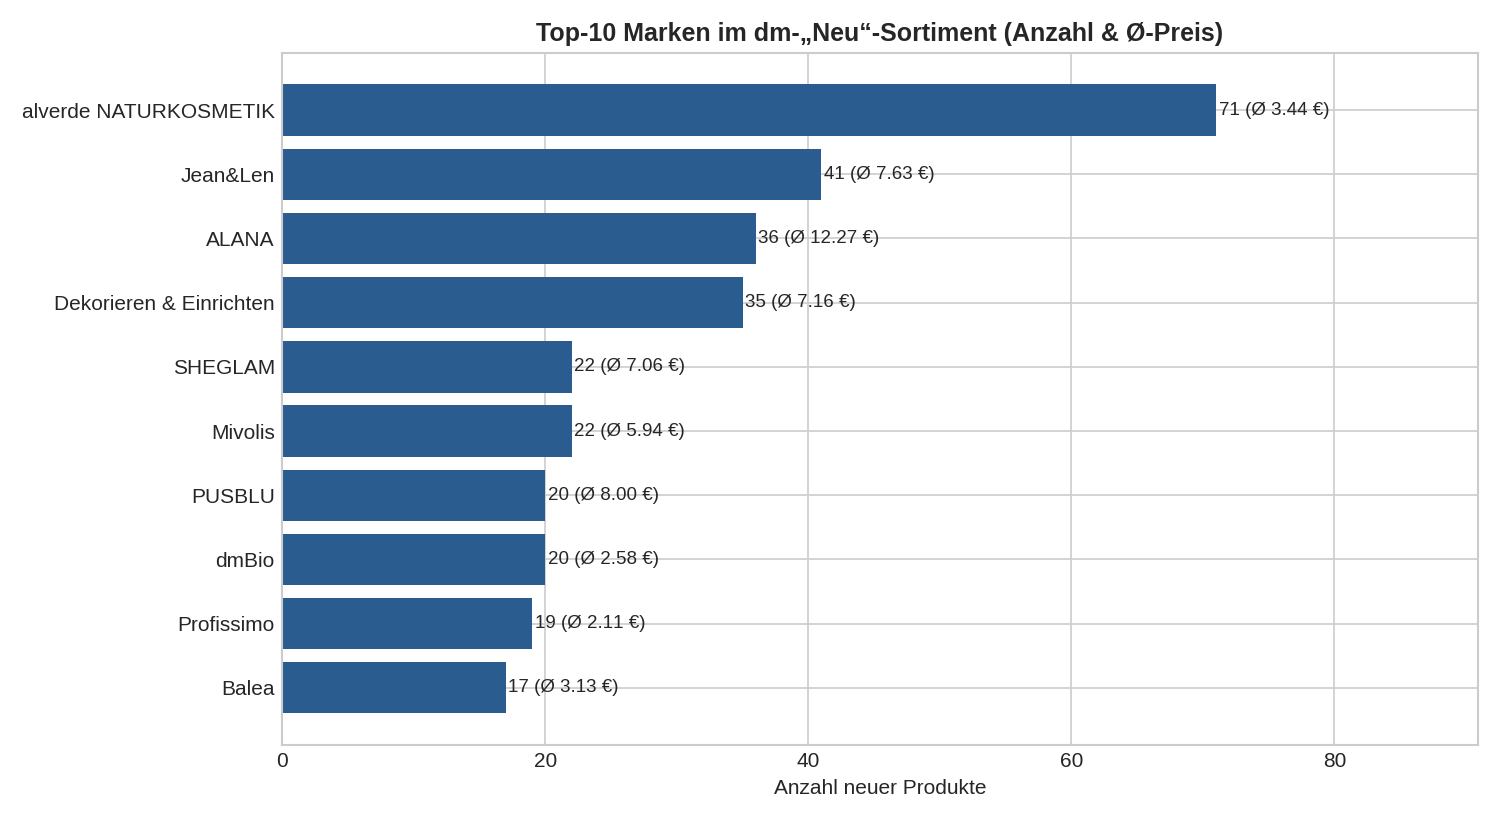 Top-10 Marken im dm-„Neu“-Sortiment (Anzahl & Ø-Preis)
alverde NATURKOSMETIK 71 (Ø 3.44 €)
Jean&Len 41 (Ø 7.63 €)
ALANA 36 (Ø 12.27 €)
Dekorieren & Einrichten 35 (Ø 7.16 €)
SHEGLAM 22 (Ø 7.06 €)
Mivolis 22 (Ø 5.94 €)
PUSBLU 20 (Ø 8.00 €)
dmBio 20 (Ø 2.58 €)
Profissimo 19 (Ø 2.11 €)
Balea 17 (Ø 3.13 €)
0 20 40 60 80
Anzahl neuer Produkte